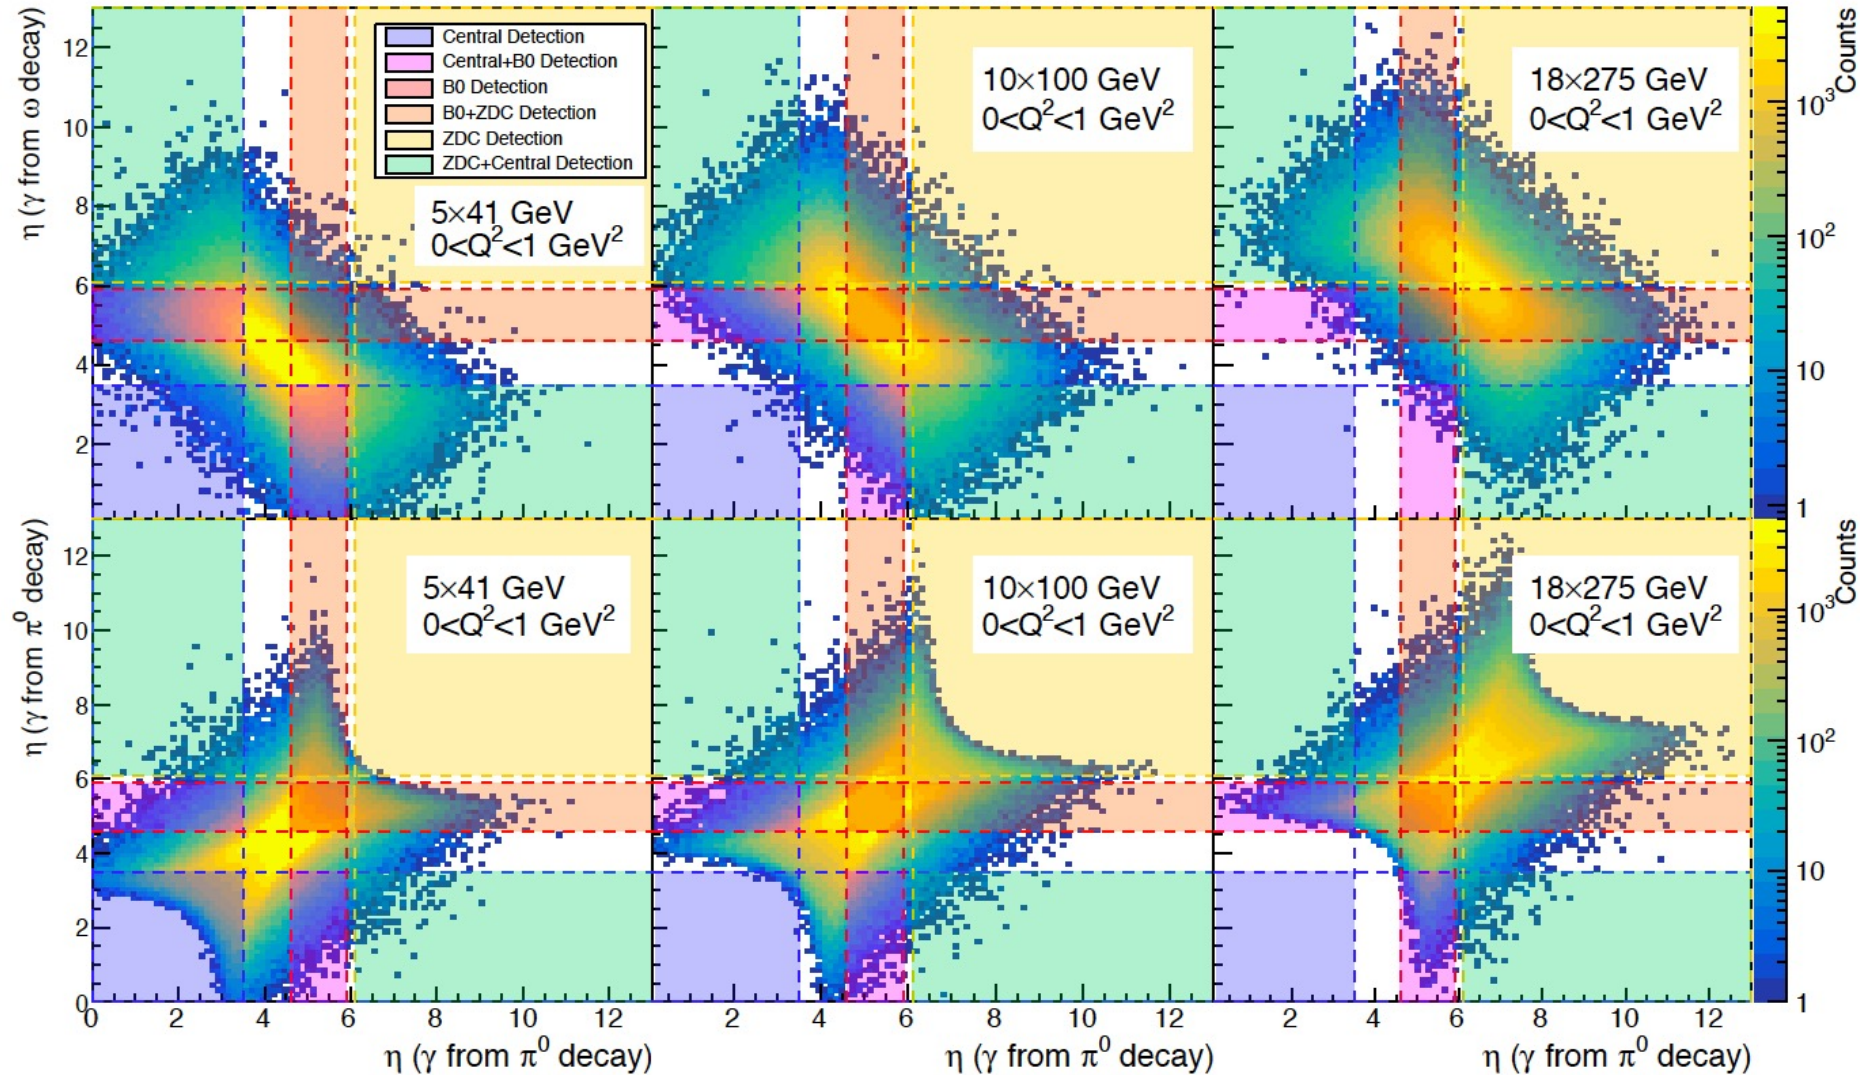 η (γ from ω decay)
12
10
8
6
4
2
Central Detection
Central+B0 Detection
B0 Detection
B0+ZDC Detection
ZDC Detection
ZDC+Central Detection
5×41 GeV
0<Q²<1 GeV²
10×100 GeV
0<Q²<1 GeV²
18×275 GeV
0<Q²<1 GeV²
Counts
10³
10²
10
1
η (γ from π⁰ decay)
12
10
8
6
4
2
0
5×41 GeV
0<Q²<1 GeV²
10×100 GeV
0<Q²<1 GeV²
18×275 GeV
0<Q²<1 GeV²
Counts
10³
10²
10
1
0 2 4 6 8 10 12
2 4 6 8 10 12
2 4 6 8 10 12
η (γ from π⁰ decay)
η (γ from π⁰ decay)
η (γ from π⁰ decay)